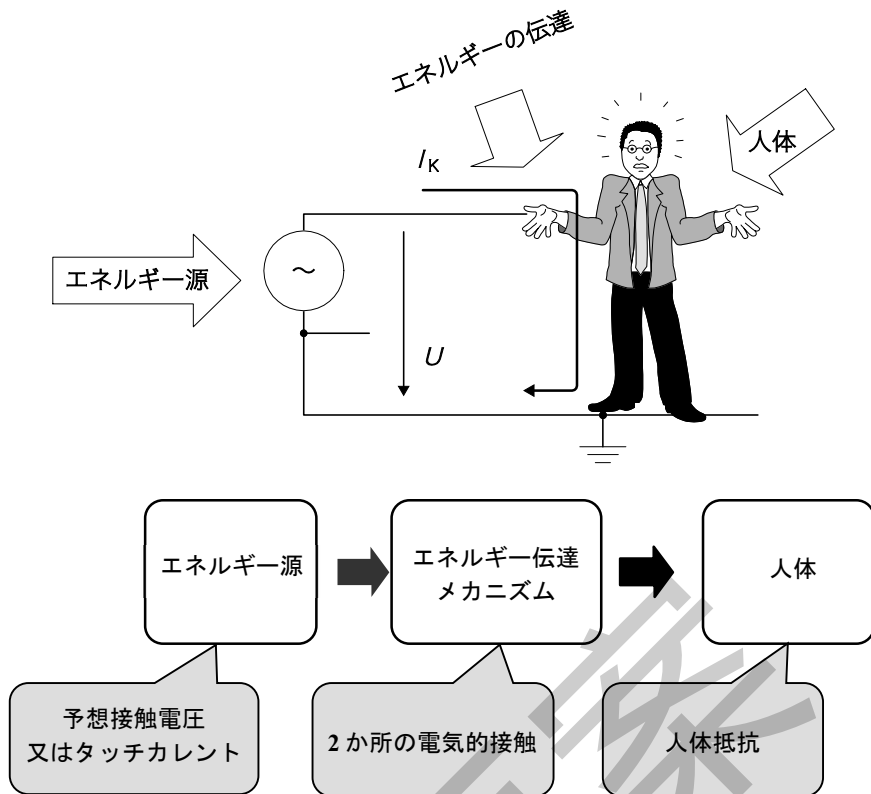 エネルギーの伝達
人体
IK
エネルギー源
～
U
エネルギー源
エネルギー伝達
メカニズム
人体
予想接触電圧
又はタッチカレント
2 か所の電気的接触
人体抵抗